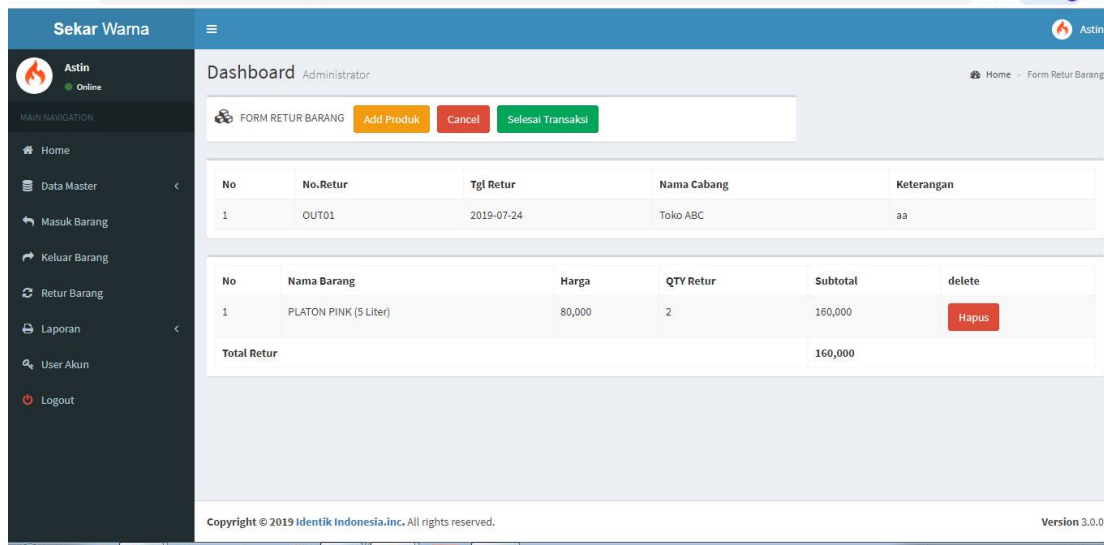 Sekar Warna
Astin
Astin
Online
Dashboard Administrator
Home > Form Retur Barang
MAIN NAVIGATION
FORM RETUR BARANG Add Produk Cancel Selesai Transaksi
Home
Data Master
Masuk Barang
Keluar Barang
Retur Barang
Laporan
User Akun
Logout
No No.Retur Tgl Retur Nama Cabang Keterangan
1 OUT01 2019-07-24 Toko ABC aa
No Nama Barang Harga QTY Retur Subtotal delete
1 PLATON PINK (5 Liter) 80,000 2 160,000 Hapus
Total Retur 160,000
Copyright © 2019 Identik Indonesia.inc. All rights reserved. Version 3.0.0